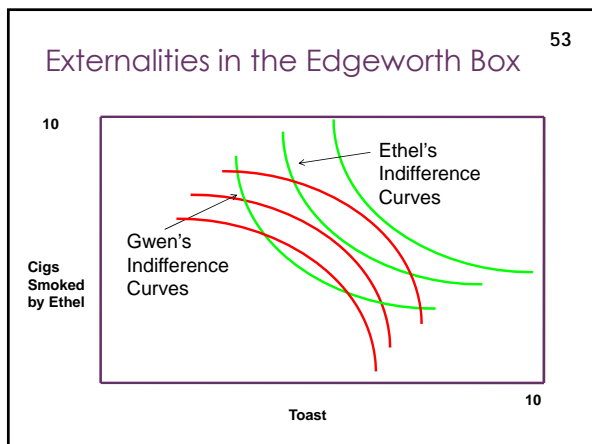 53
Externalities in the Edgeworth Box
10
Ethel's
Indifference
Curves
Gwen's
Indifference
Curves
Cigs
Smoked
by Ethel
10
Toast